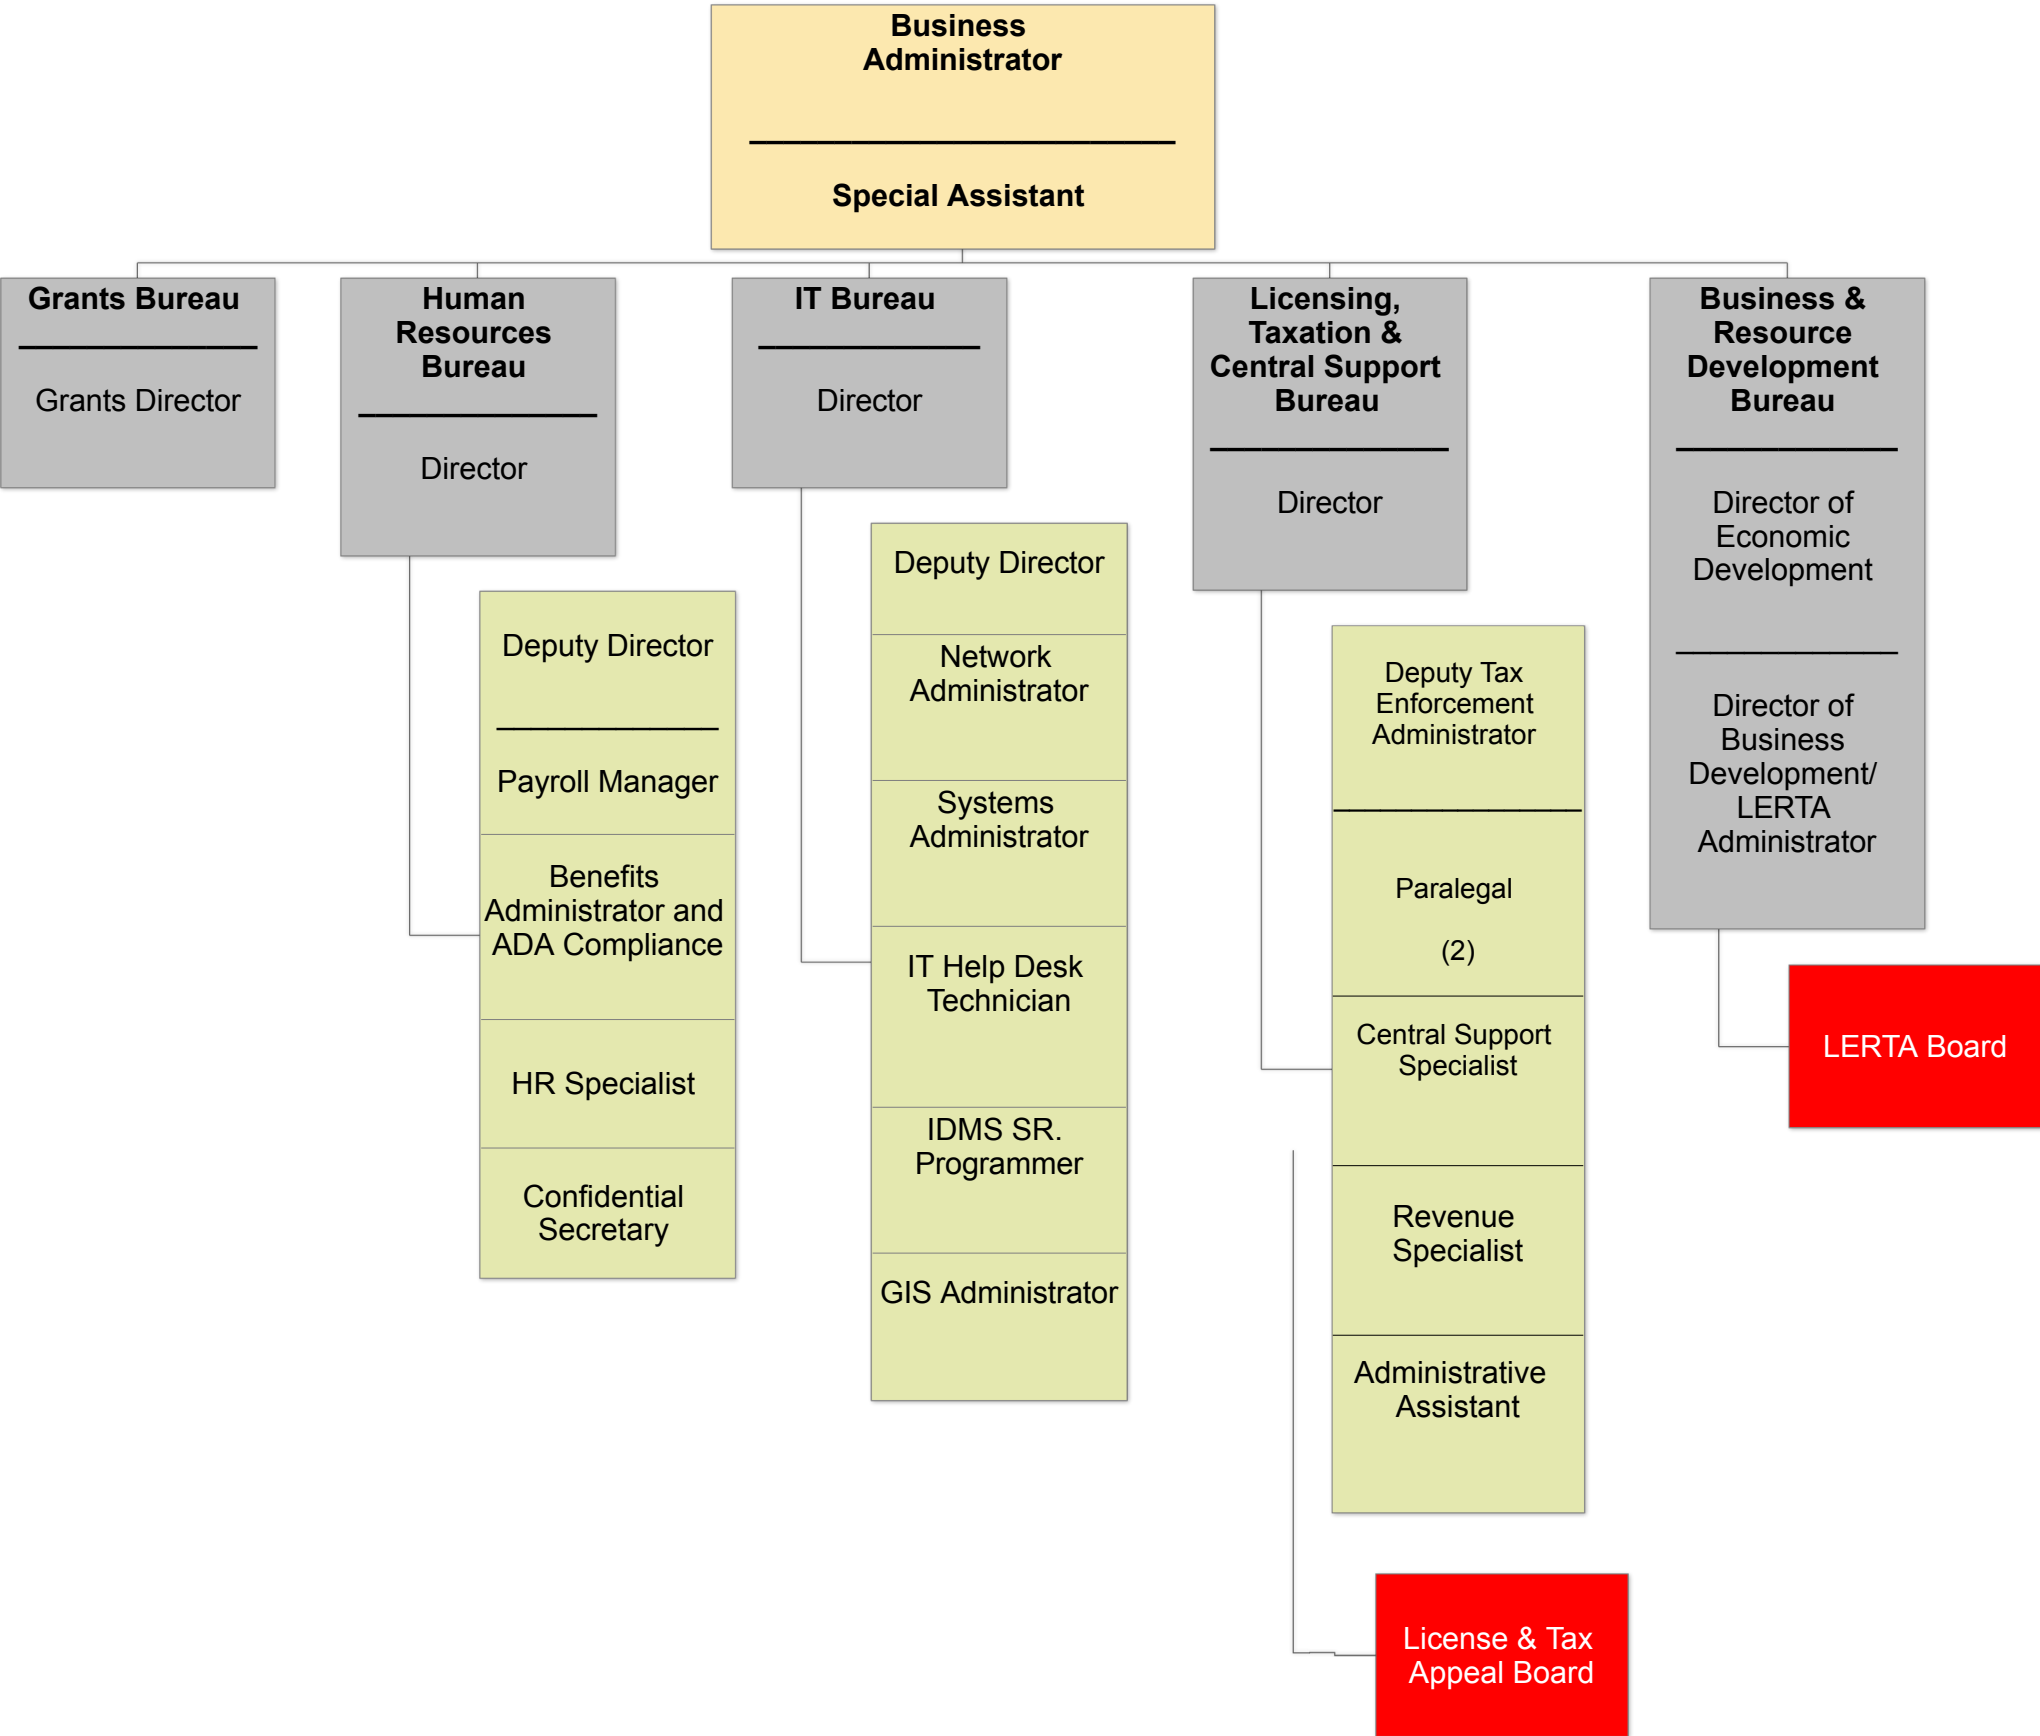 Business
Administrator
Special Assistant
Grants Bureau
Grants Director
Human
Resources
Bureau
Director
Deputy Director
Payroll Manager
Benefits
Administrator and
ADA Compliance
HR Specialist
Confidential
Secretary
IT Bureau
Director
Deputy Director
Network
Administrator
Systems
Administrator
IT Help Desk
Technician
IDMS SR.
Programmer
GIS Administrator
Licensing,
Taxation &
Central Support
Bureau
Director
Deputy Tax
Enforcement
Administrator
Paralegal
(2)
Central Support
Specialist
Revenue
Specialist
Administrative
Assistant
License & Tax
Appeal Board
Business &
Resource
Development
Bureau
Director of
Economic
Development
Director of
Business
Development/
LERTA
Administrator
LERTA Board